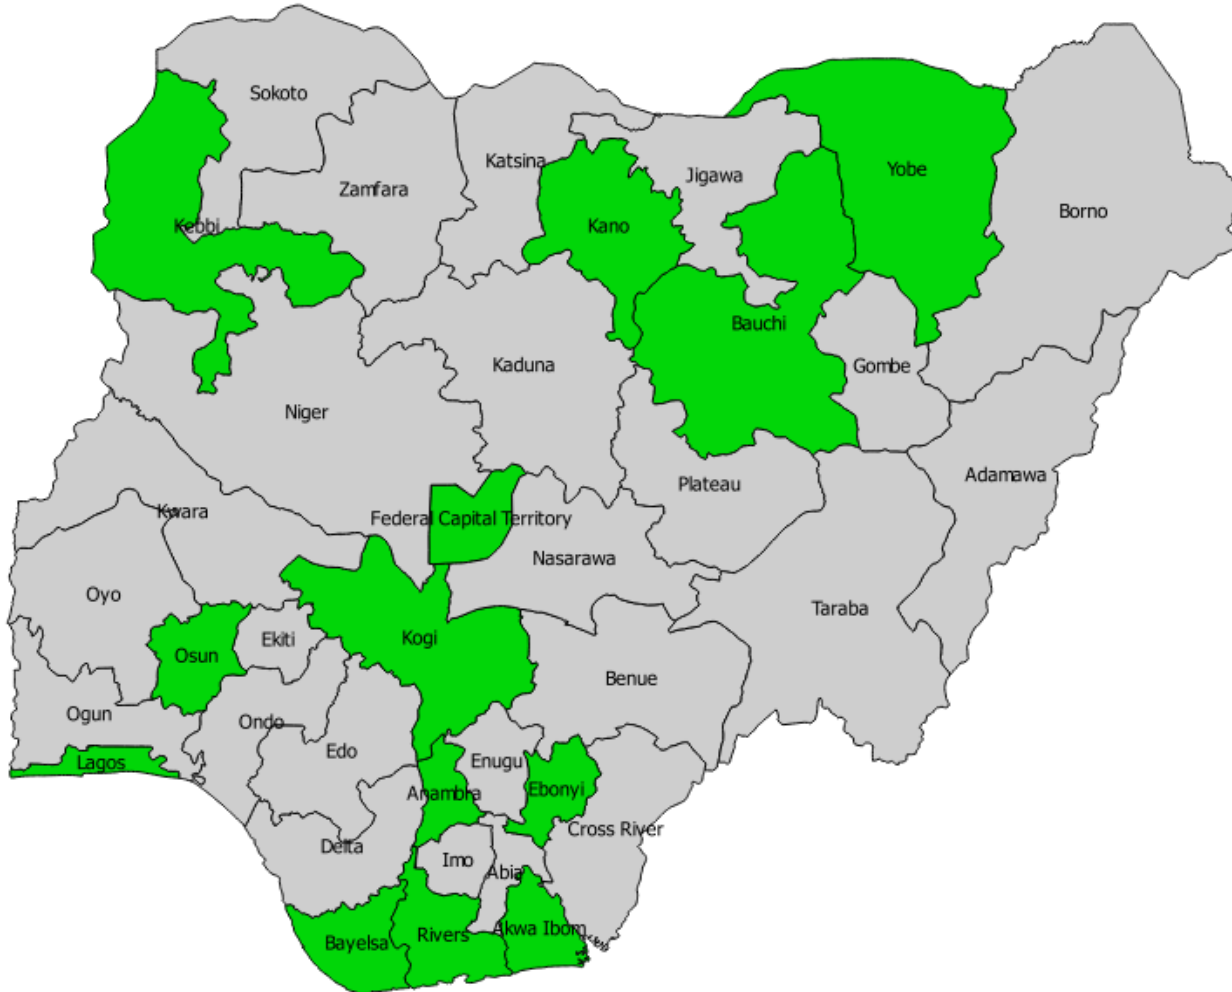 Sokoto
Katsina
Zamfara
Jigawa
Yobe
Borno
Kebbi
Kano
Bauchi
Kaduna
Gombe
Niger
Adamawa
Plateau
Kwara
Federal Capital Territory
Nasarawa
Oyo
Taraba
Ekiti
Kogi
Osun
Benue
Ogun
Ondo
Edo
Lagos
Enugu
Anambra
Ebonyi
Cross River
Delta
Imo
Abia
Akwa Ibom
Rivers
Bayelsa